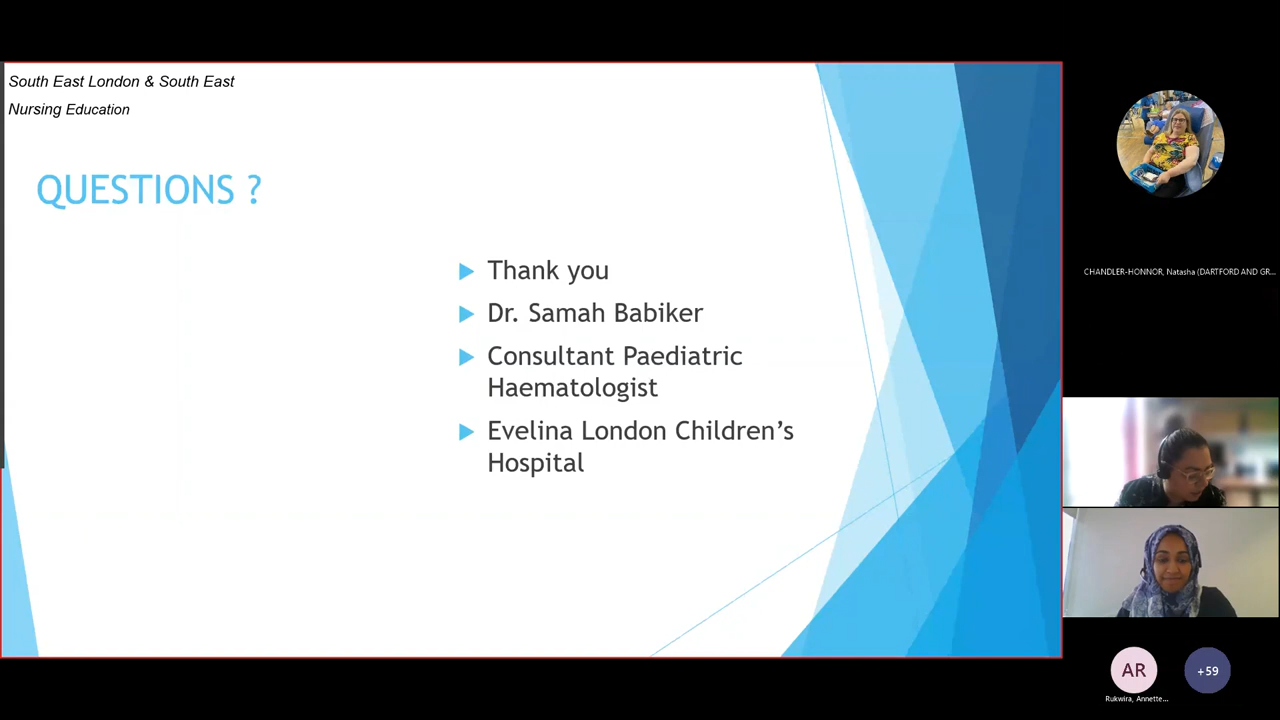 South East London & South East
Nursing Education
QUESTIONS ?
Thank you
Dr. Samah Babiker
Consultant Paediatric
Haematologist
Evelina London Children's
Hospital
CHANDLER-HONNOR, Natasha (DARTFORD AND GR...
AR
+59
Rukwira, Annette...